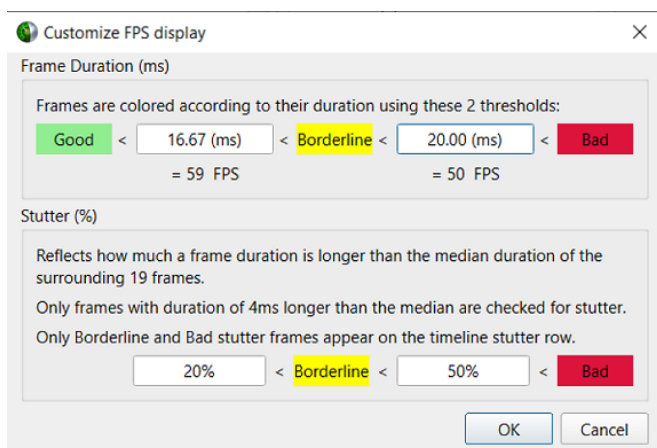 Customize FPS display
Frame Duration (ms)
Frames are colored according to their duration using these 2 thresholds:
Good < 16.67 (ms) < Borderline < 20.00 (ms) < Bad
= 59 FPS = 50 FPS
Stutter (%)
Reflects how much a frame duration is longer than the median duration of the
surrounding 19 frames.
Only frames with duration of 4ms longer than the median are checked for stutter.
Only Borderline and Bad stutter frames appear on the timeline stutter row.
20% < Borderline < 50% < Bad
OK Cancel